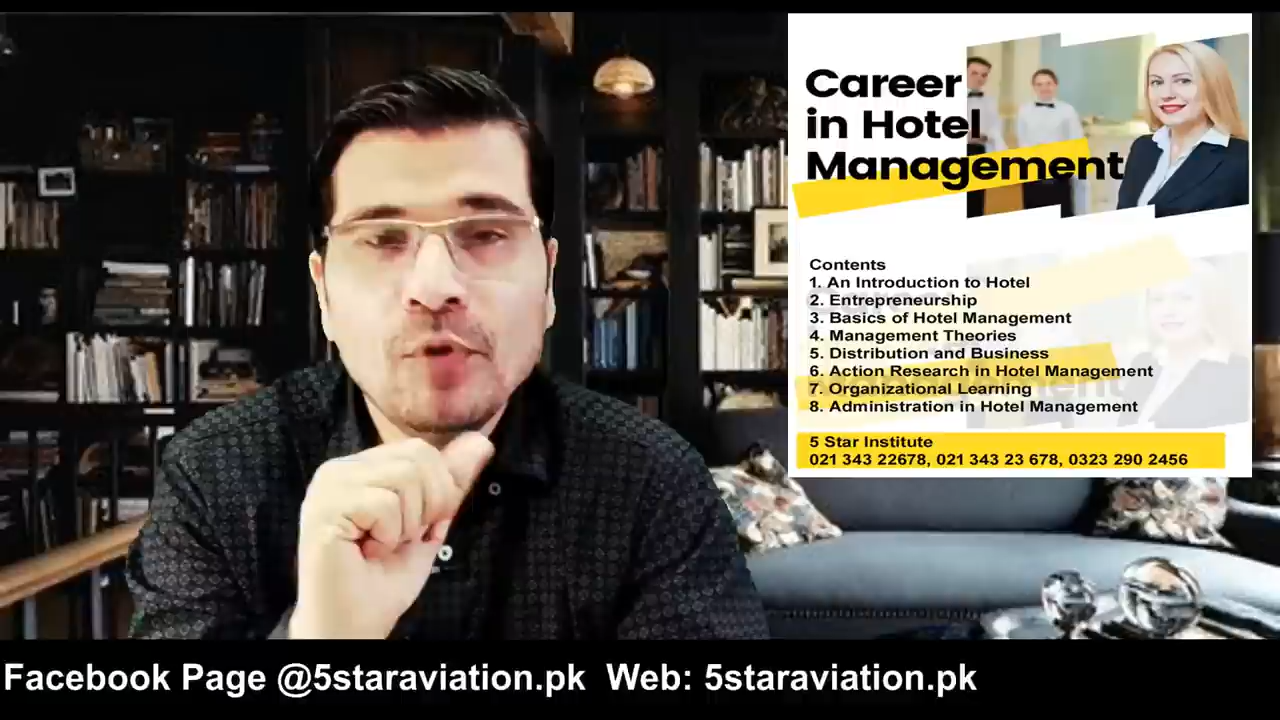 Career
in Hotel
Management
Contents
1. An Introduction to Hotel
2. Entrepreneurship
3. Basics of Hotel Management
4. Management Theories
5. Distribution and Business
6. Action Research in Hotel Management
7. Organizational Learning
8. Administration in Hotel Management
5 Star Institute
021 343 22678, 021 343 23 678, 0323 290 2456
Facebook Page @5staraviation.pk Web: 5staraviation.pk